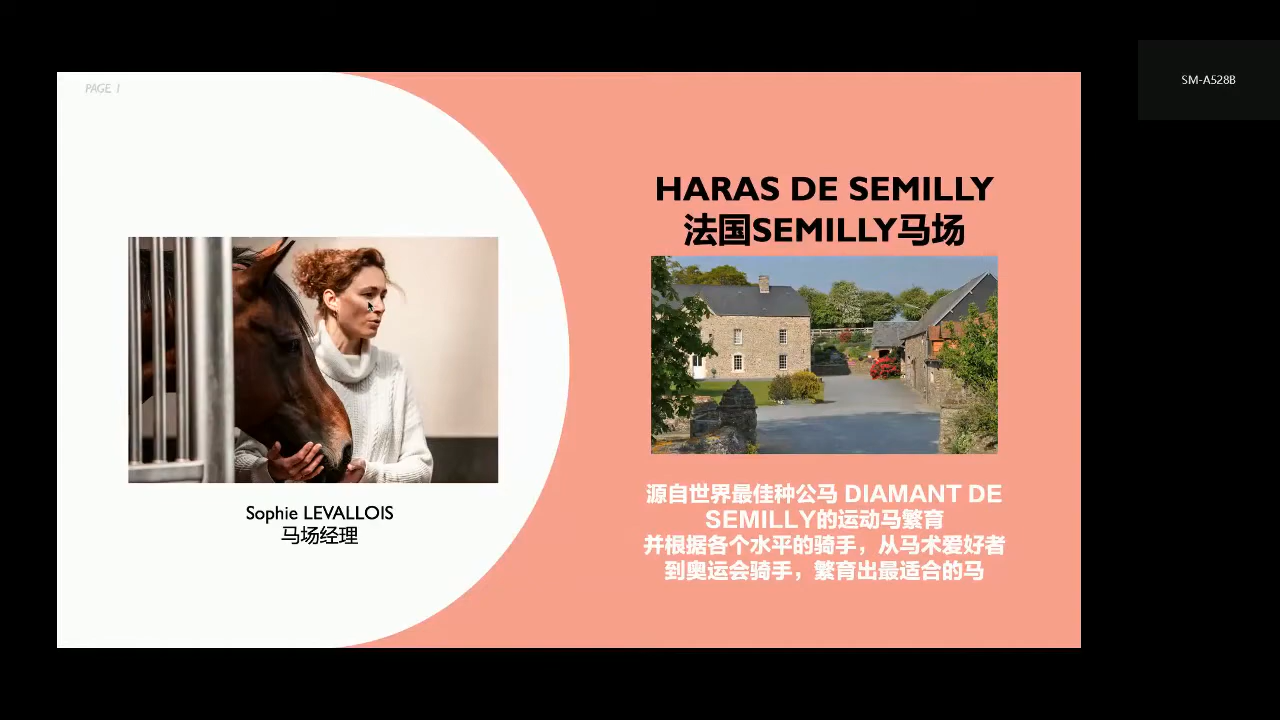 PAGE 1
SM-A528B
HARAS DE SEMILLY
法国SEMILLY马场
Sophie LEVALLOIS
马场经理
源自世界最佳种公马 DIAMANT DE
SEMILLY的运动马繁育
并根据各个水平的骑手，从马术爱好者
到奥运会骑手，繁育出最适合的马